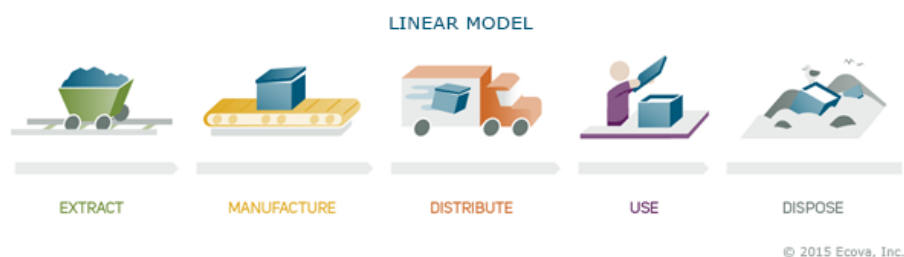 LINEAR MODEL
EXTRACT
MANUFACTURE
DISTRIBUTE
USE
DISPOSE
© 2015 Ecova, Inc.